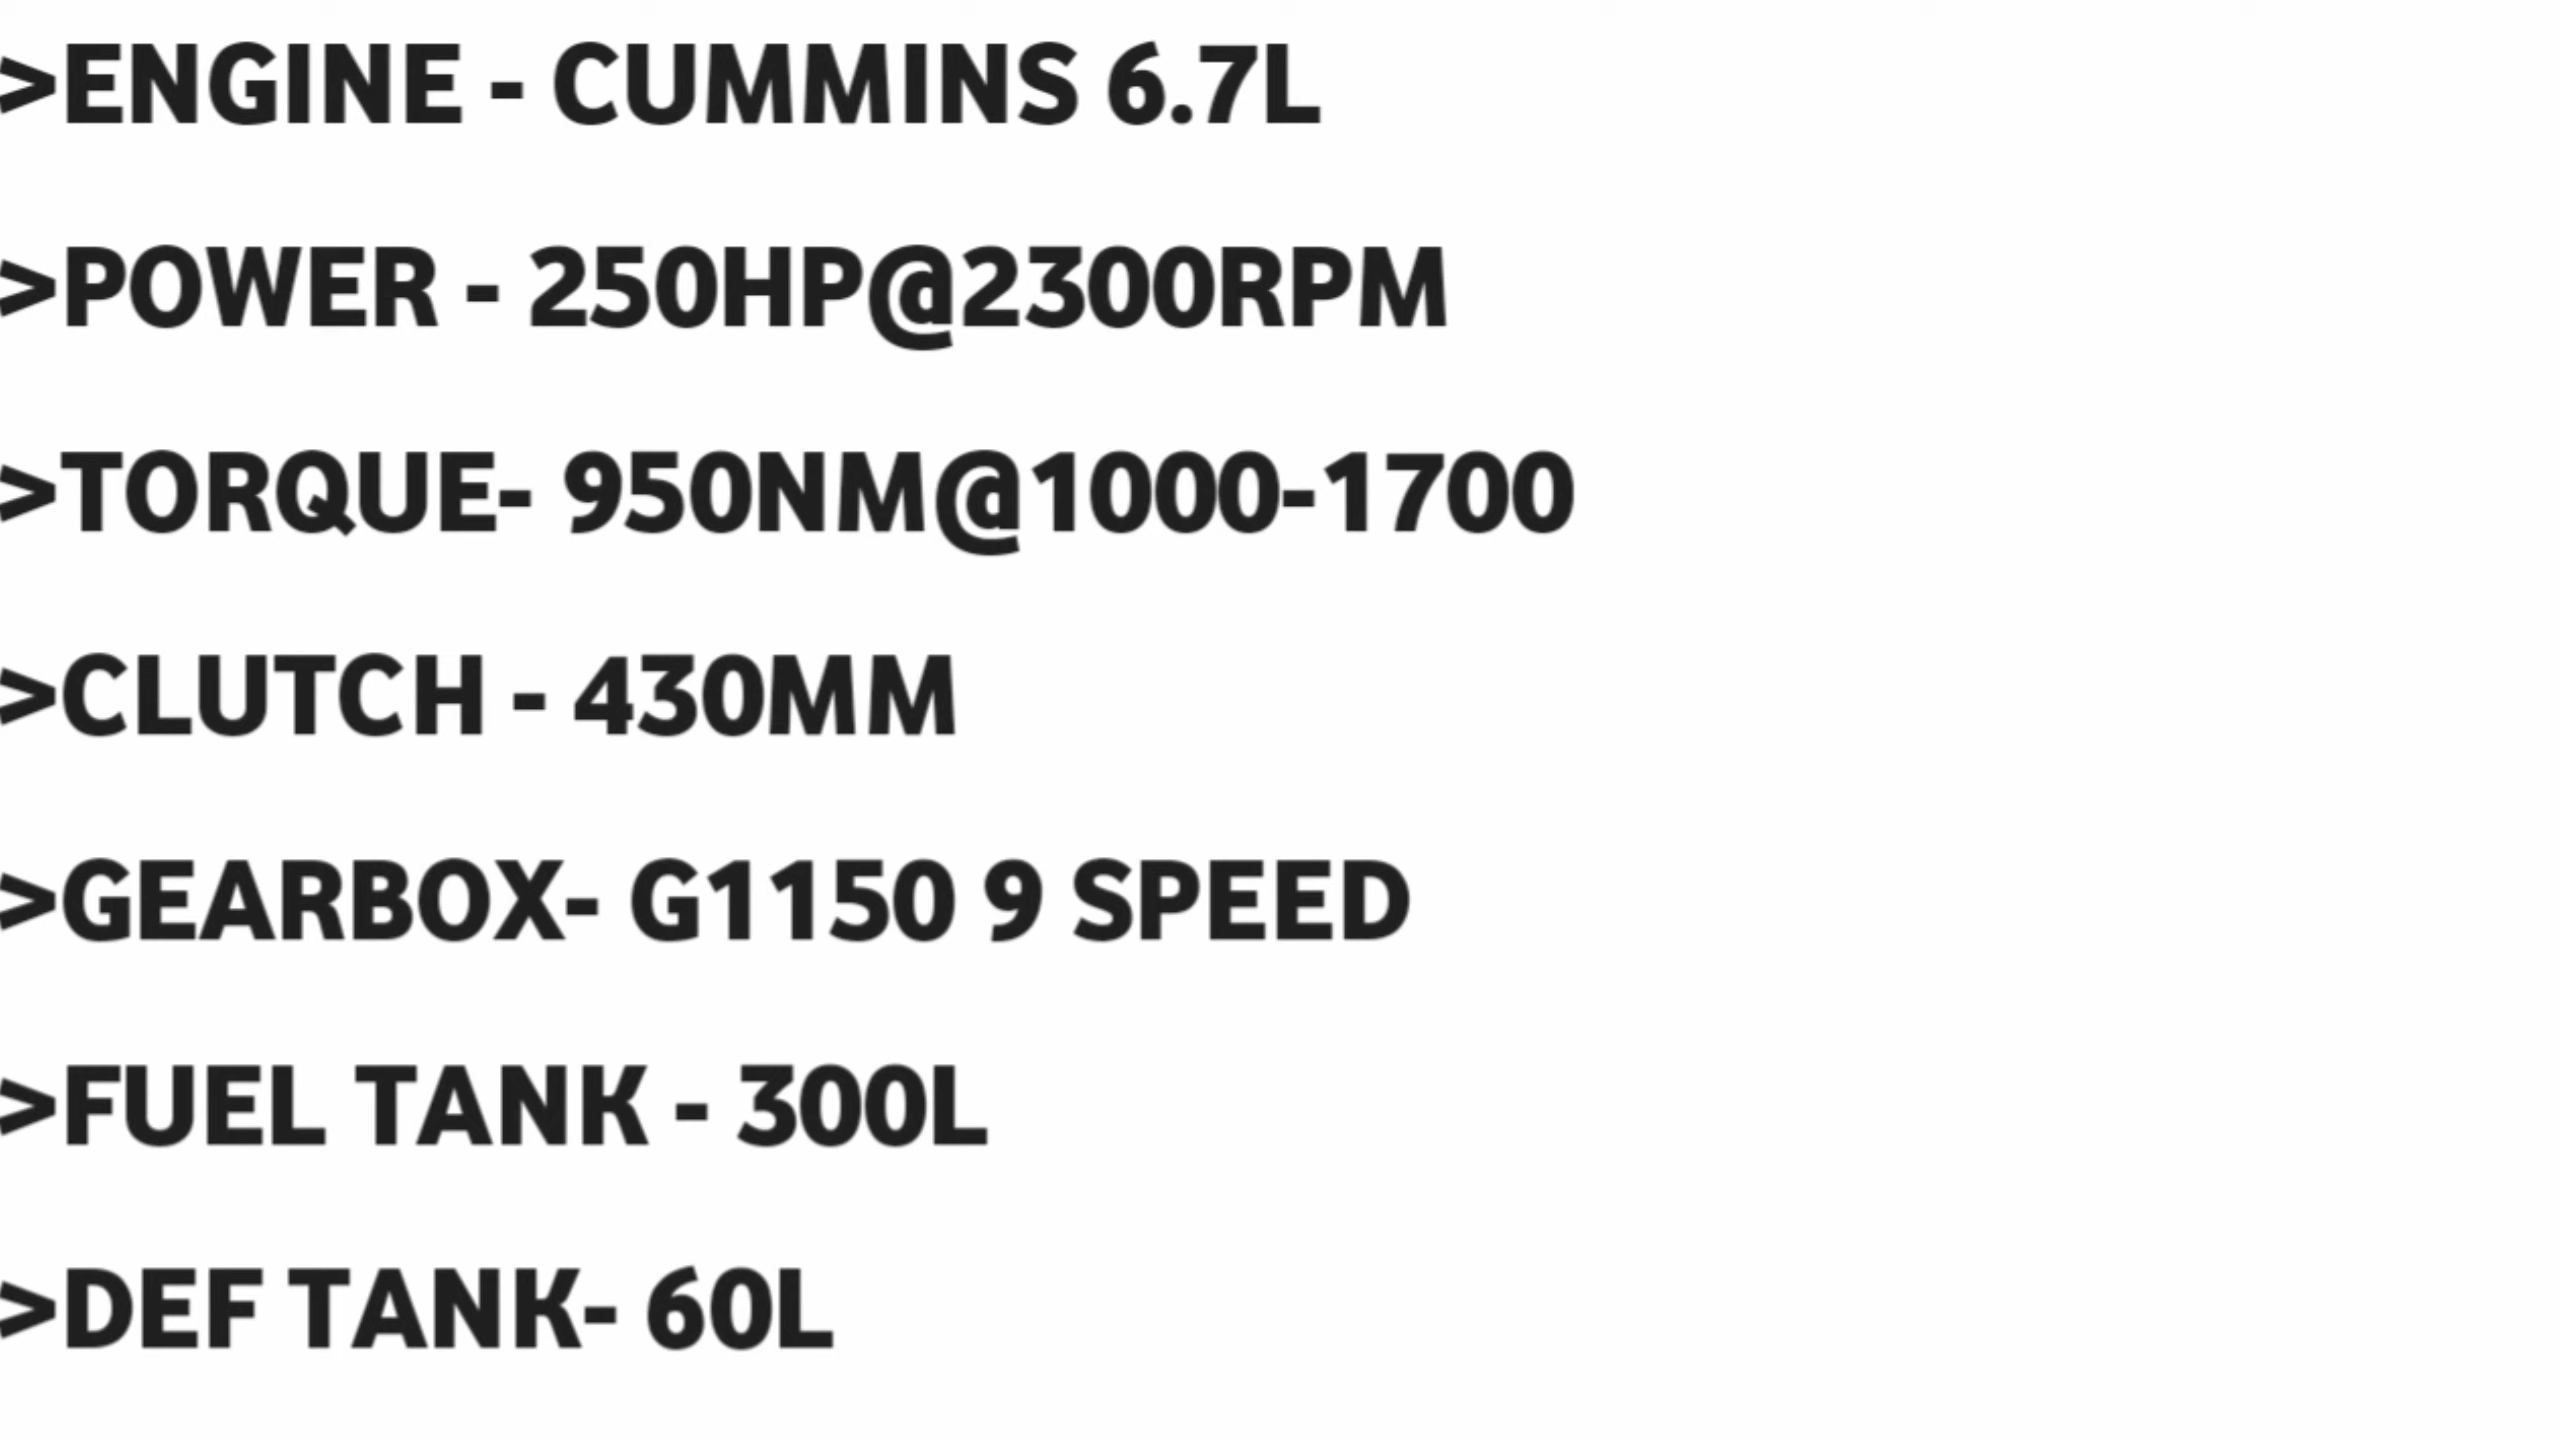 >ENGINE - CUMMINS 6.7L
>POWER - 250HP@2300RPM
>TORQUE- 950NM@1000-1700
>CLUTCH - 430MM
>GEARBOX- G1150 9 SPEED
>FUEL TANK - 300L
>DEF TANK- 60L